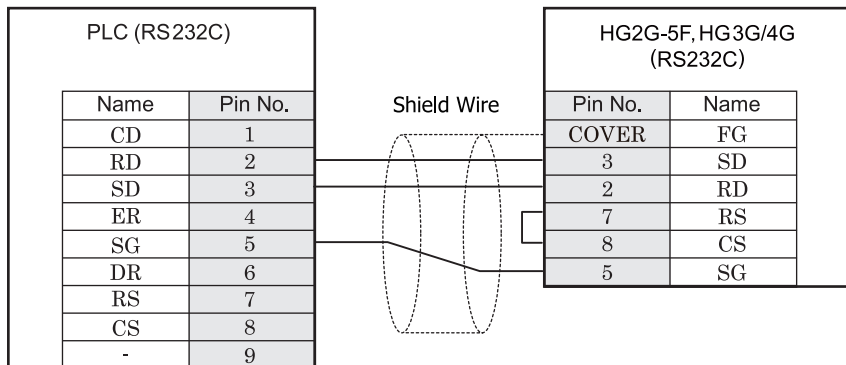 PLC (RS232C)
Name Pin No.
CD 1
RD 2
SD 3
ER 4
SG 5
DR 6
RS 7
CS 8
- 9
Shield Wire
HG2G-5F, HG3G/4G
(RS232C)
Pin No. Name
COVER FG
3 SD
2 RD
7 RS
8 CS
5 SG